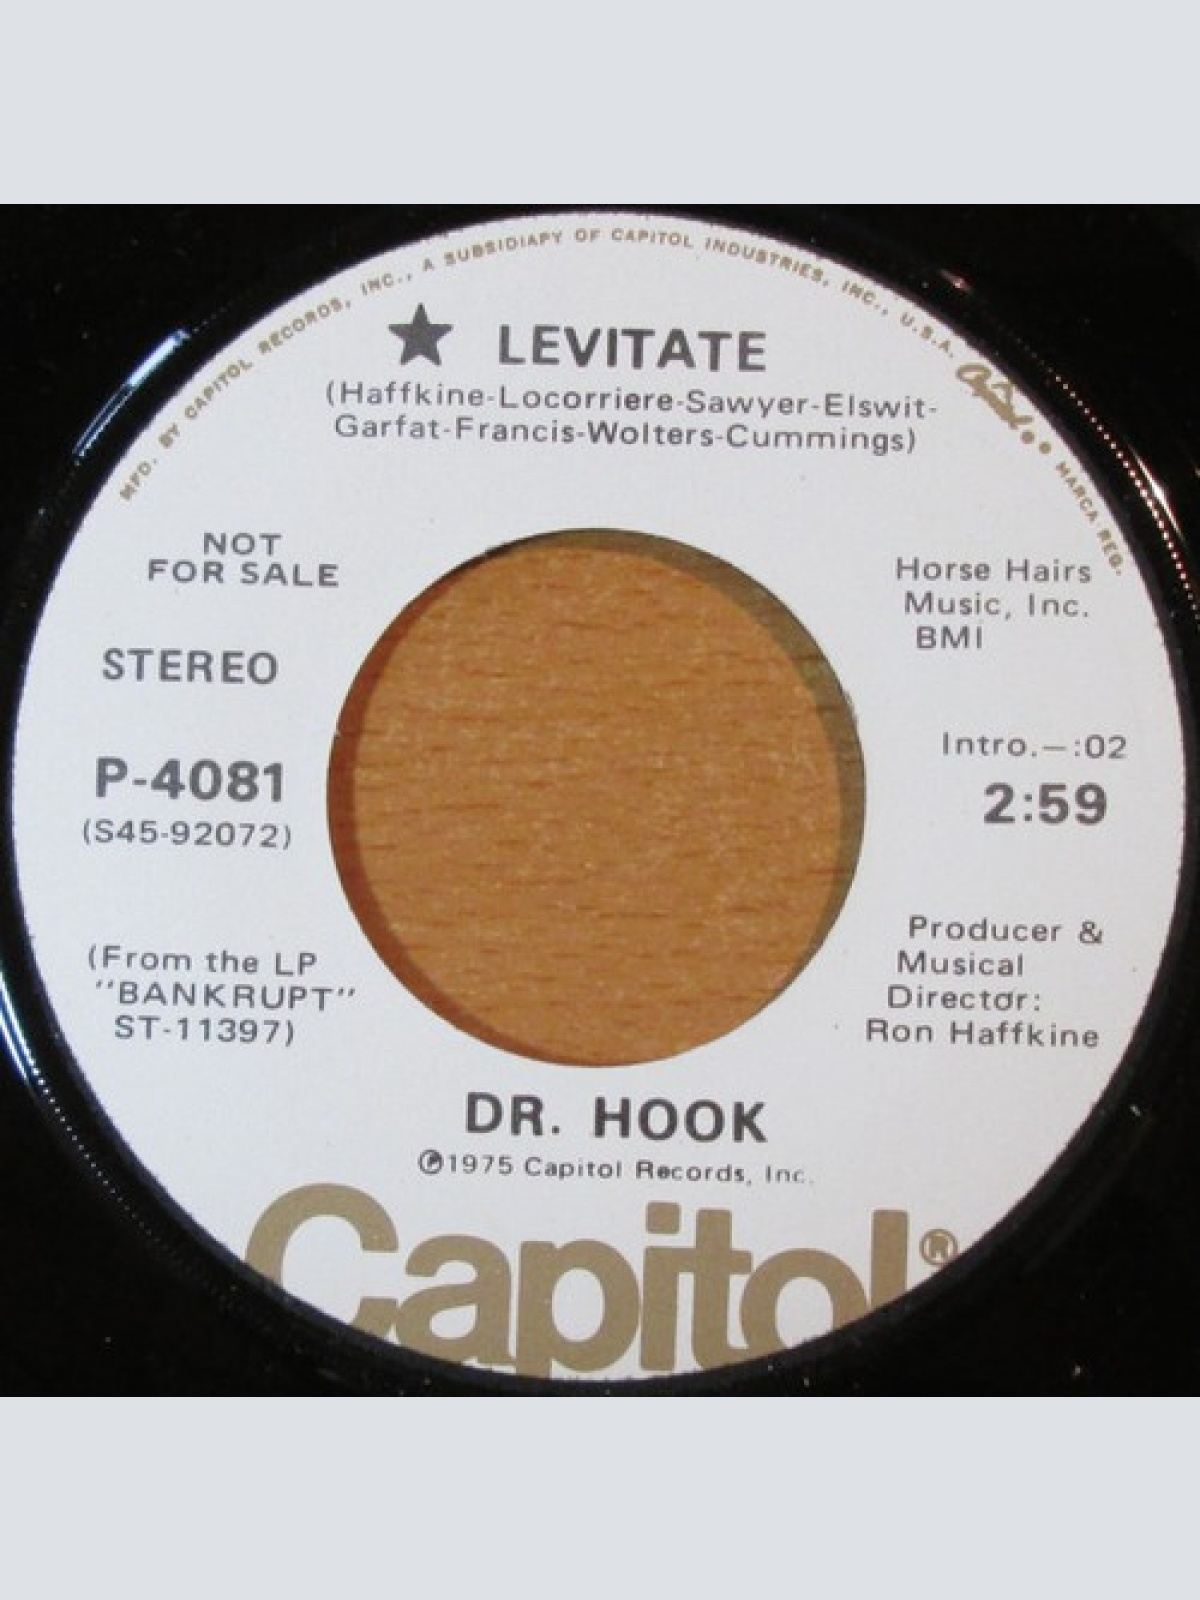 MFD. BY CAPITOL RECORDS, INC., A SUBSIDIAPY OF CAPITOL INDUSTRIES, INC., U.S.A. Capitol. •• MARCA REG.
★ LEVITATE
(Haffkine-Locorriere-Sawyer-Elswit-
Garfat-Francis-Wolters-Cummings)
NOT
FOR SALE
STEREO
P-4081
(S45-92072)
(From the LP
"BANKRUPT"
ST-11397)
Horse Hairs
Music, Inc.
BMI
Intro.—:02
2:59
Producer &
Musical
Director:
Ron Haffkine
DR. HOOK
℗1975 Capitol Records, Inc.
Capitol®